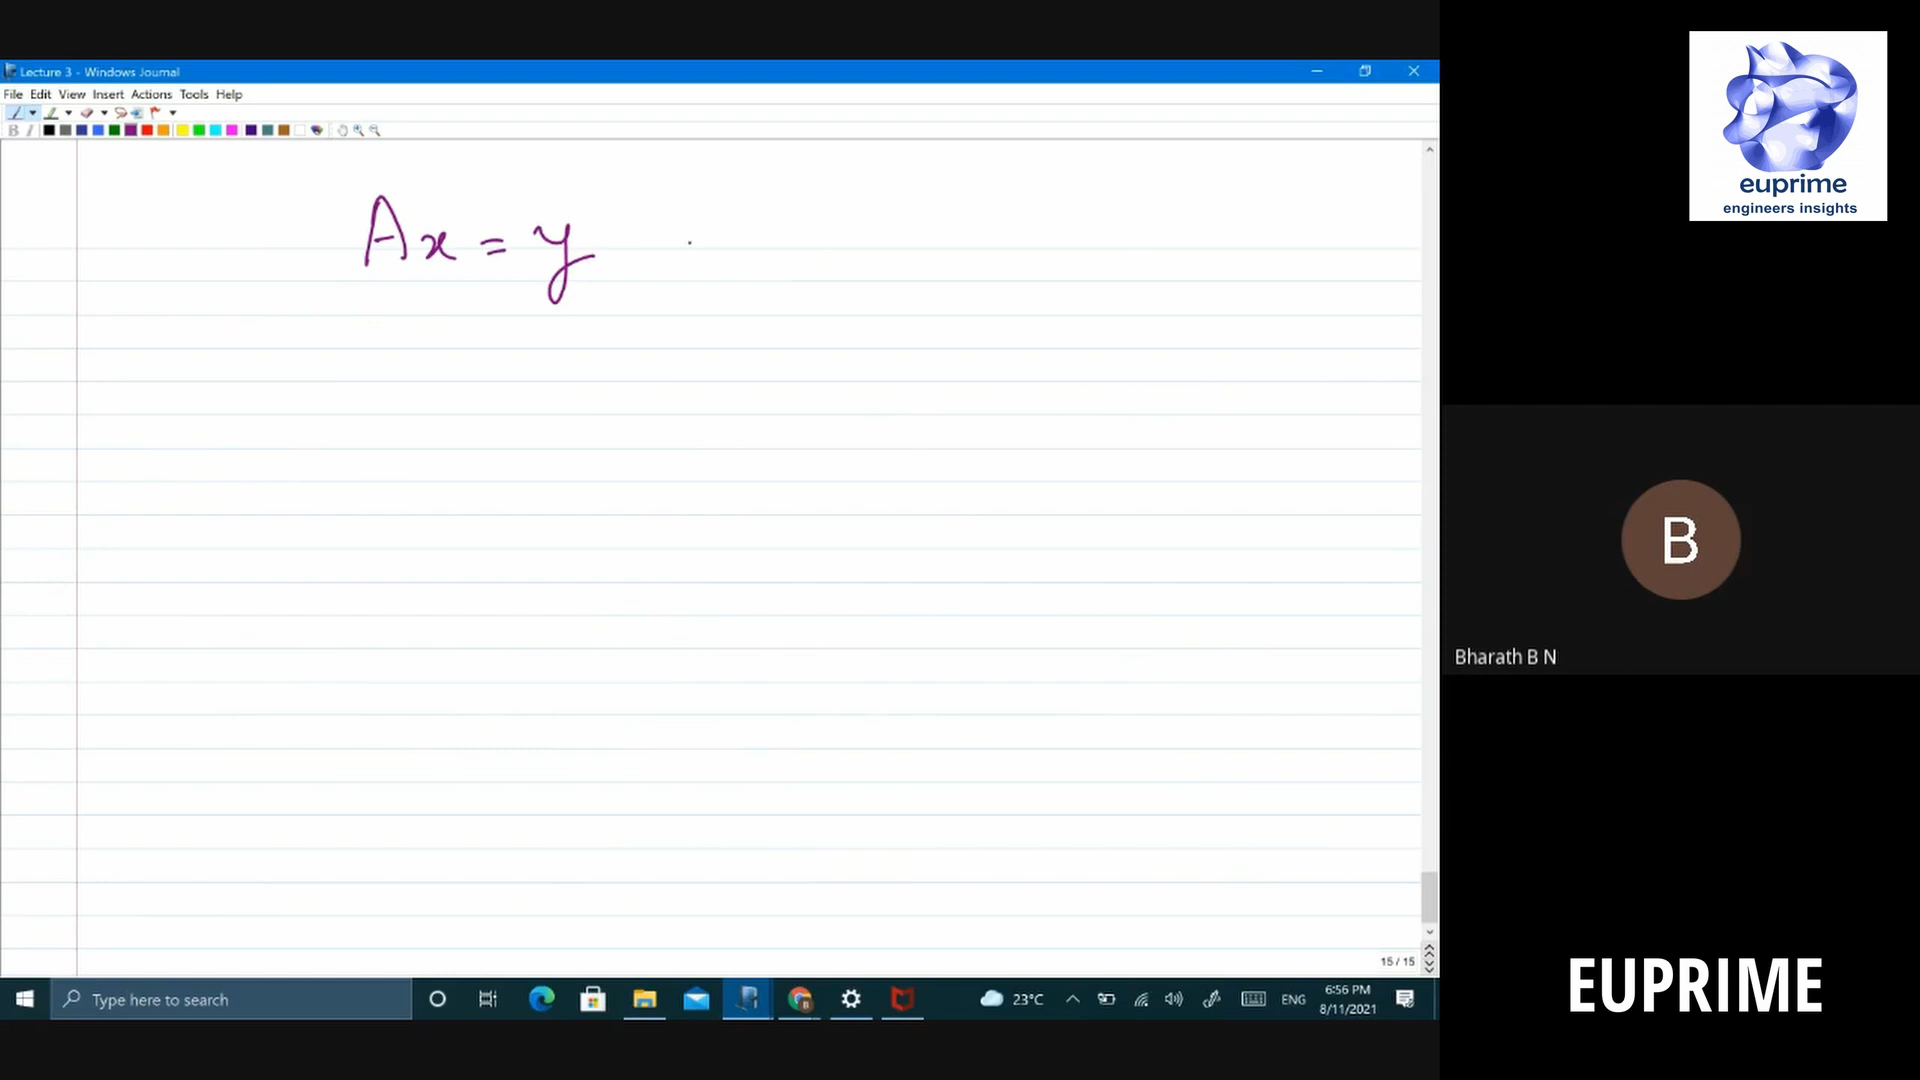 Lecture 3 - Windows Journal
File Edit View Insert Actions Tools Help
B I
Ax = y
euprime
engineers insights
B
Bharath B N
15 / 15
Type here to search
23°C
ENG
6:56 PM
8/11/2021
EUPRIME